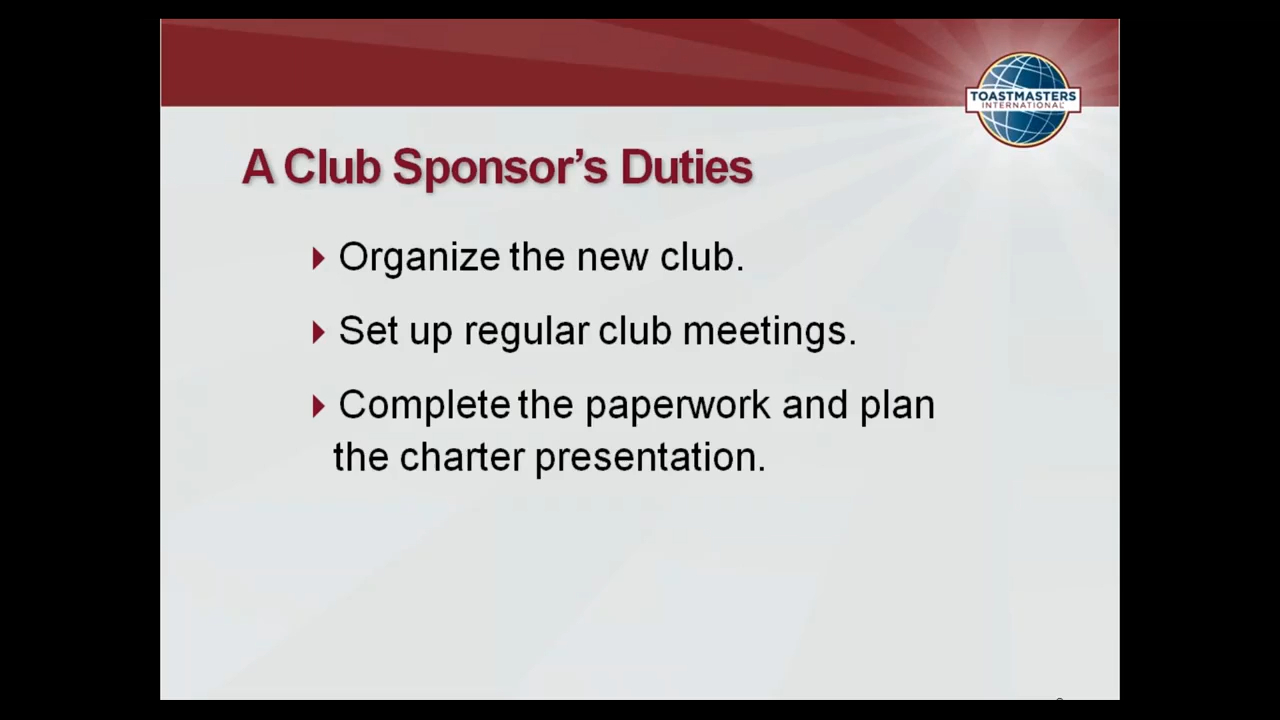 TOASTMASTERS
INTERNATIONAL
A Club Sponsor's Duties
Organize the new club.
Set up regular club meetings.
Complete the paperwork and plan
the charter presentation.